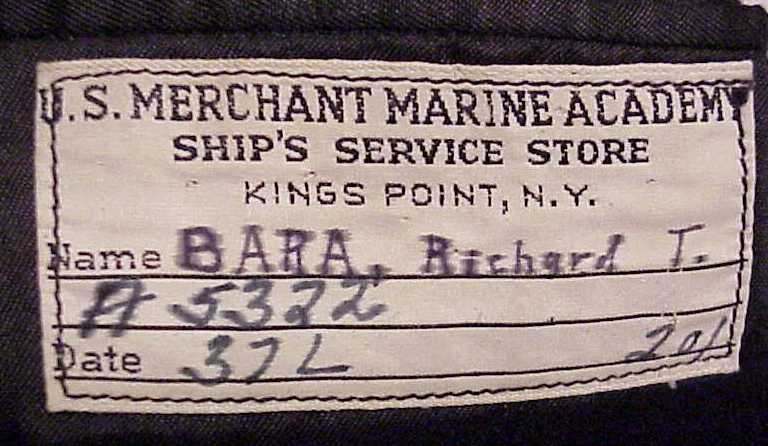 U.S. MERCHANT MARINE ACADEMY
SHIP'S SERVICE STORE
KINGS POINT, N.Y.
Name BARA, Richard T.
A 5322
Date 37L